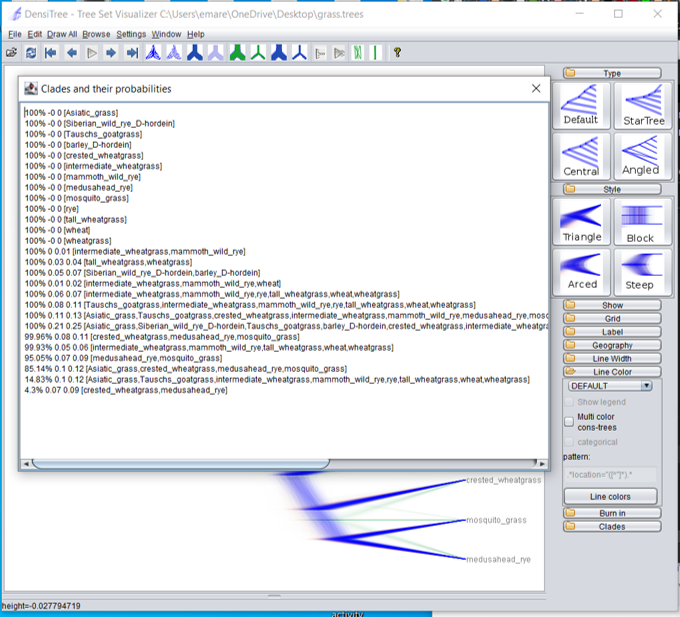 DensiTree - Tree Set Visualizer C:\Users\emare\OneDrive\Desktop\grass.trees
File Edit Draw All Browse Settings Window Help
?
Clades and their probabilities
100% -0 0 [Asiatic_grass]
100% -0 0 [Siberian_wild_rye_D-hordein]
100% -0 0 [Tauschs_goatgrass]
100% -0 0 [barley_D-hordein]
100% -0 0 [crested_wheatgrass]
100% -0 0 [intermediate_wheatgrass]
100% -0 0 [mammoth_wild_rye]
100% -0 0 [medusahead_rye]
100% -0 0 [mosquito_grass]
100% -0 0 [rye]
100% -0 0 [tall_wheatgrass]
100% -0 0 [wheat]
100% -0 0 [wheatgrass]
100% 0 0.01 [intermediate_wheatgrass,mammoth_wild_rye]
100% 0.03 0.04 [tall_wheatgrass,wheatgrass]
100% 0.05 0.07 [Siberian_wild_rye_D-hordein,barley_D-hordein]
100% 0.01 0.02 [intermediate_wheatgrass,mammoth_wild_rye,wheat]
100% 0.06 0.07 [intermediate_wheatgrass,mammoth_wild_rye,rye,tall_wheatgrass,wheat,wheatgrass]
100% 0.08 0.11 [Tauschs_goatgrass,intermediate_wheatgrass,mammoth_wild_rye,rye,tall_wheatgrass,wheat,wheatgrass]
100% 0.11 0.13 [Asiatic_grass,Tauschs_goatgrass,crested_wheatgrass,intermediate_wheatgrass,mammoth_wild_rye,medusahead_rye,mos
100% 0.21 0.25 [Asiatic_grass,Siberian_wild_rye_D-hordein,Tauschs_goatgrass,barley_D-hordein,crested_wheatgrass,intermediate_wheatgra
99.96% 0.08 0.11 [crested_wheatgrass,medusahead_rye,mosquito_grass]
99.93% 0.05 0.06 [intermediate_wheatgrass,mammoth_wild_rye,tall_wheatgrass,wheat,wheatgrass]
95.05% 0.07 0.09 [medusahead_rye,mosquito_grass]
85.14% 0.1 0.12 [Asiatic_grass,crested_wheatgrass,medusahead_rye,mosquito_grass]
14.83% 0.1 0.12 [Asiatic_grass,Tauschs_goatgrass,intermediate_wheatgrass,mammoth_wild_rye,rye,tall_wheatgrass,wheat,wheatgrass]
4.3% 0.07 0.09 [crested_wheatgrass,medusahead_rye]
crested_wheatgrass
mosquito_grass
medusahead_rye
height=-0.027794719
Type
Default
StarTree
Central
Angled
Style
Triangle
Block
Arced
Steep
Show
Grid
Label
Geography
Line Width
Line Color
DEFAULT
Show legend
Multi color
cons-trees
categorical
pattern:
Line colors
Burn in
Clades
activity